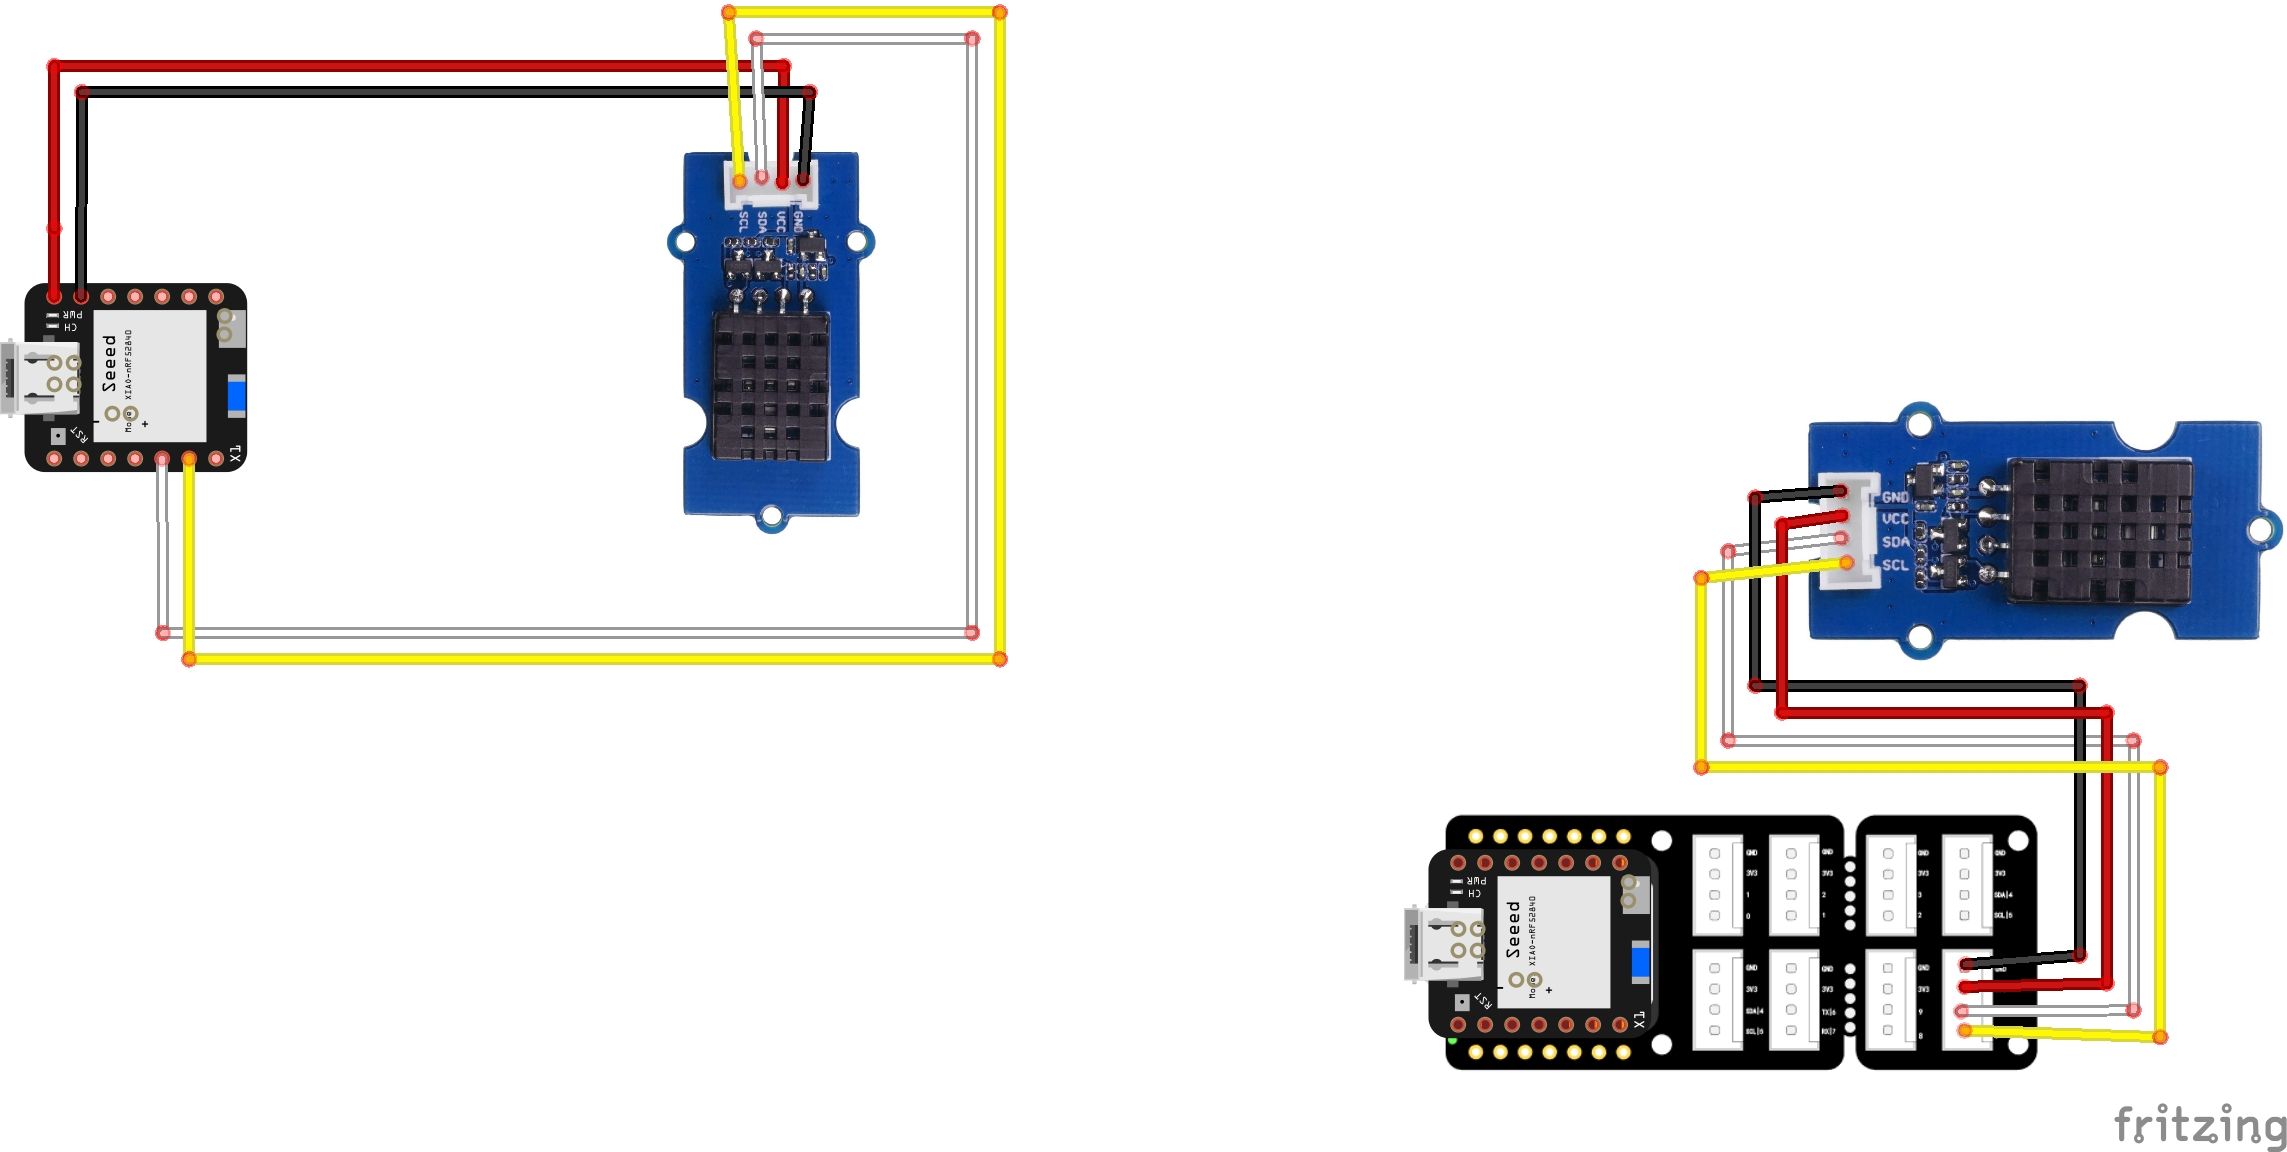 SCL
SDA
VCC
GND
PWR
CH
Seeed
XIAO-nRF52840
+
RST
TX
GND
VCC
SDA
SCL
PWR
CH
Seeed
XIAO-nRF52840
+
RST
TX
GND
3V3
1
0
GND
3V3
2
1
GND
3V3
3
2
GND
3V3
SDA|4
SCL|5
GND
3V3
SDA|4
SCL|5
GND
3V3
TX|6
RX|7
GND
3V3
9
8
GND
fritzing